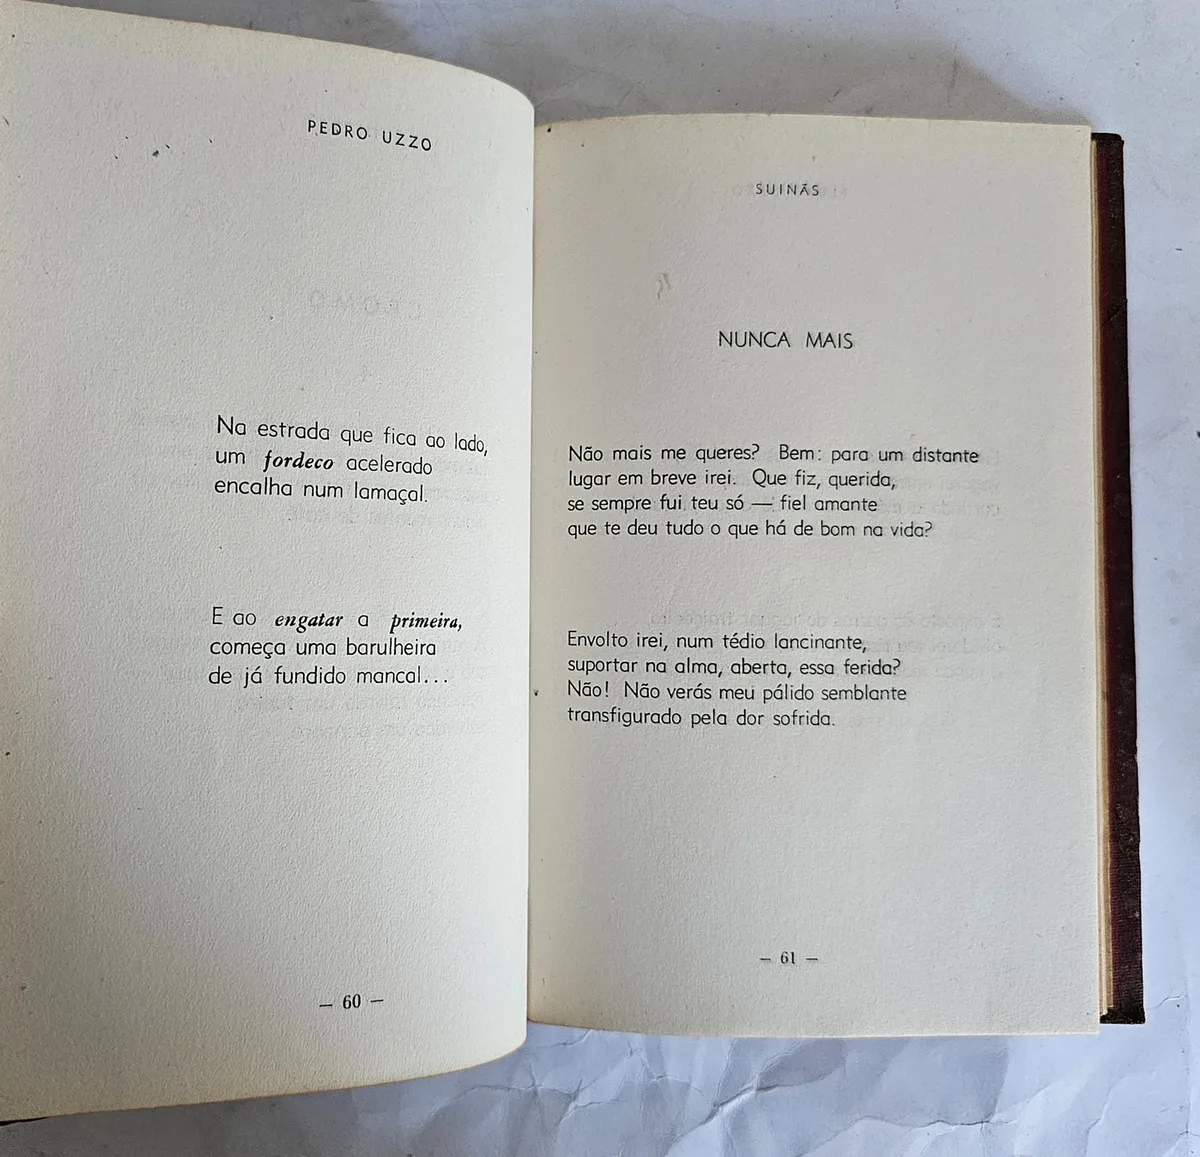 PEDRO UZZO
Na estrada que fica ao lado,
um fordeco acelerado
encalha num lamaçal.
E ao engatar a primeira,
começa uma barulheira
de já fundido mancal...
— 60 —
SUINÃS
NUNCA MAIS
Não mais me queres? Bem: para um distante
lugar em breve irei. Que fiz, querida,
se sempre fui teu só — fiel amante
que te deu tudo o que há de bom na vida?
Envolto irei, num tédio lancinante,
suportar na alma, aberta, essa ferida?
Não! Não verás meu pálido semblante
transfigurado pela dor sofrida.
— 61 —